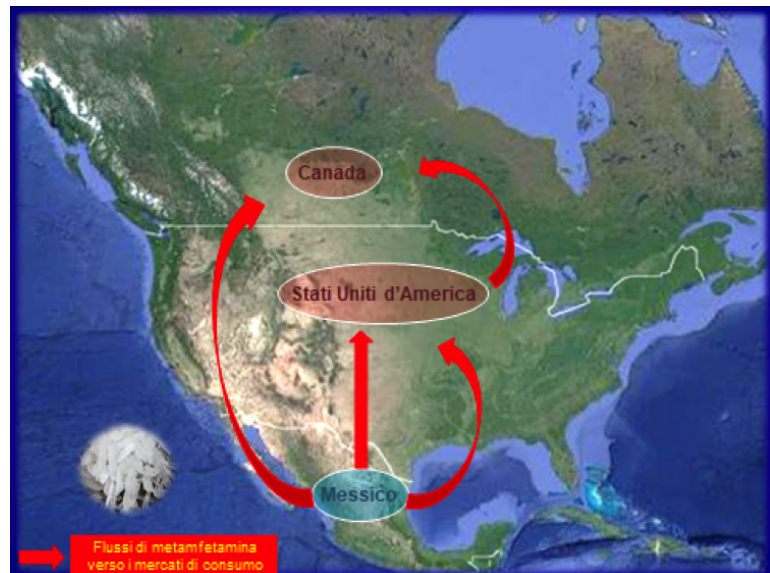 Canada
Stati Uniti d'America
Messico
Flussi di metamfetamina
verso i mercati di consumo